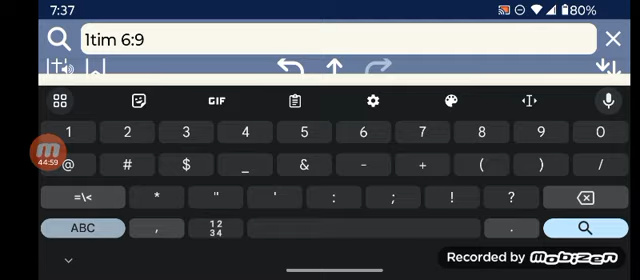 7:37
80%
1tim 6:9
GIF
1 2 3 4 5 6 7 8 9 0
44:59
@ # $ _ & - + ( ) /
=\< * " ' : ; ! ?
ABC , 12 34 .
Recorded by MOBIZEN